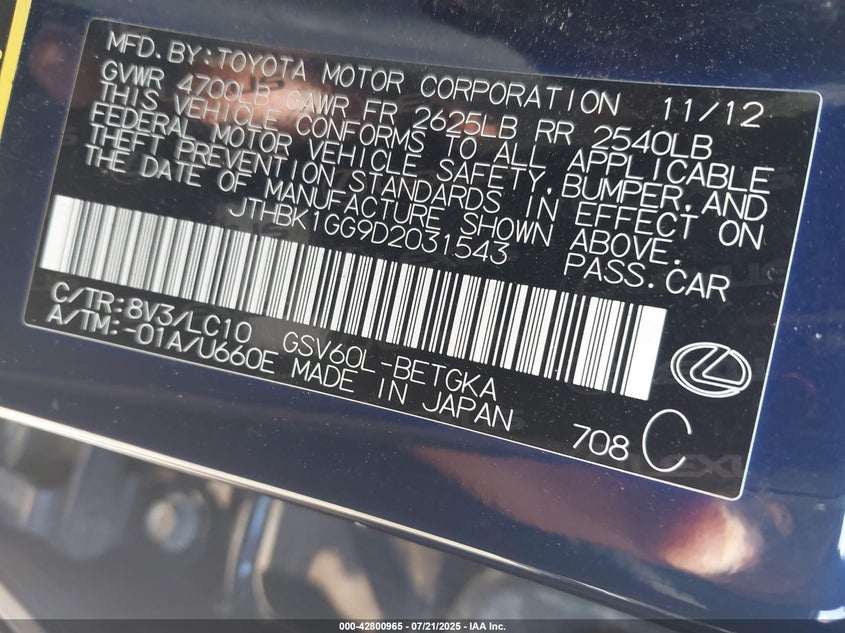 MFD. BY: TOYOTA MOTOR CORPORATION 11/12
GVWR 4700LB GAWR FR 2625LB RR 2540LB
THIS VEHICLE CONFORMS TO ALL APPLICABLE
FEDERAL MOTOR VEHICLE SAFETY, BUMPER, AND
THEFT PREVENTION STANDARDS IN EFFECT ON
THE DATE OF MANUFACTURE SHOWN ABOVE.
JTHBK1GG9D2031543 PASS. CAR
C/TR: 8V3/LC10 GSV60L-BETGKA
A/TM: -01A/U660E MADE IN JAPAN
708 C
000-42800965 - 07/21/2025 - IAA Inc.